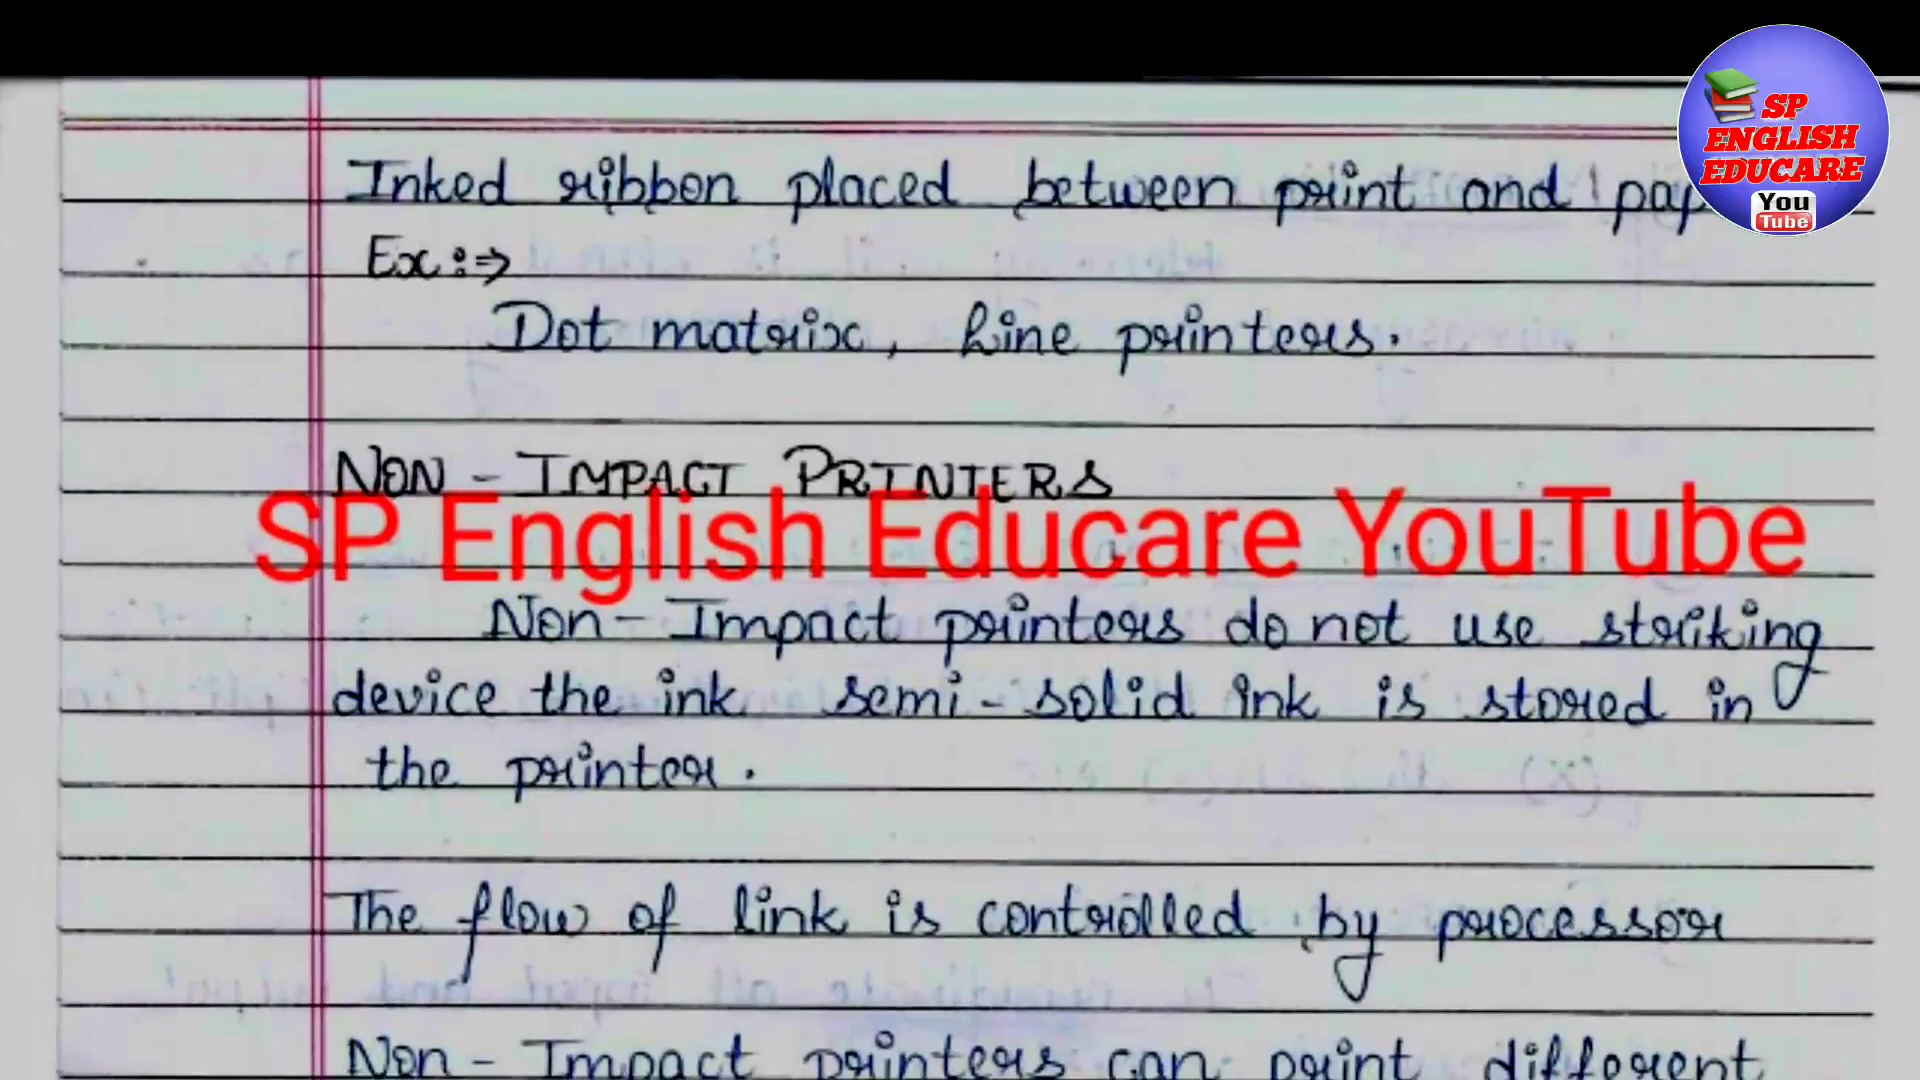 SP
ENGLISH
EDUCARE
You
Tube
Inked ribbon placed between print and
Ex:⇒
Dot matrix, Line printers.
NON - IMPACT PRINTERS
SP English Educare YouTube
Non - Impact printers do not use striking
device the ink semi - solid ink is stored in
the printer.
The flow of link is controlled by processor
Non - Impact printers can print different